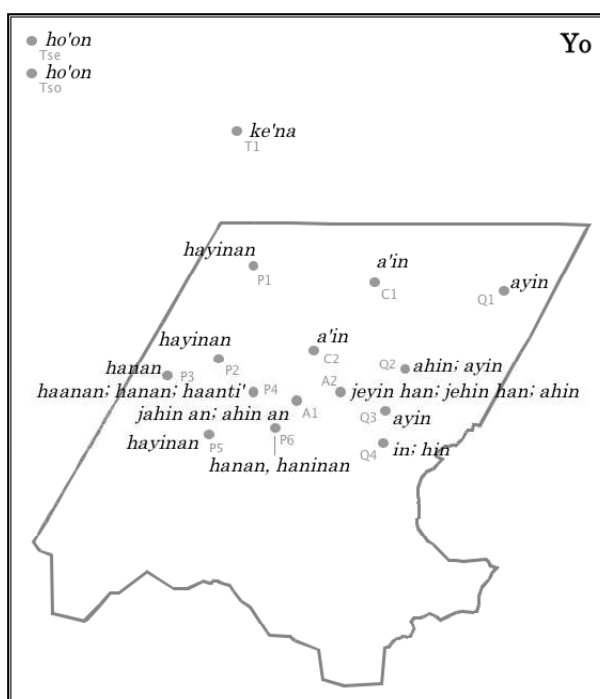 Yo
ho'on
Tse
ho'on
Tso
ke'na
T1
hayinan
P1
a'in
C1
ayin
Q1
hayinan
P2
a'in
C2
hanan
P3
Q2
ahin; ayin
haanan; hanan; haanti'
P4
A2
jeyin han; jehin han; ahin
jahin an; ahin an
A1
Q3
ayin
hayinan
P5
P6
Q4
in; hin
hanan, haninan